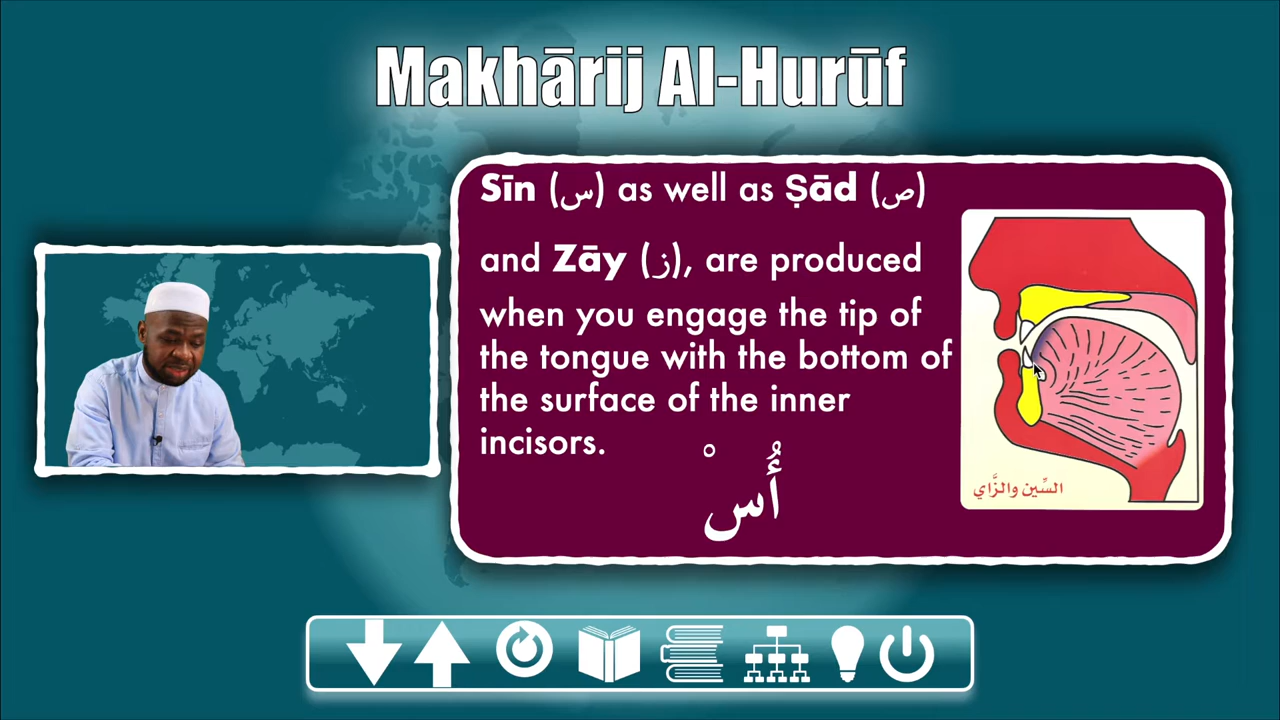 Makhārij Al-Hurūf
Sīn (س) as well as Ṣād (ص)
and Zāy (ز), are produced
when you engage the tip of
the tongue with the bottom of
the surface of the inner
incisors.
أُسْ
السِّين والزَّاي